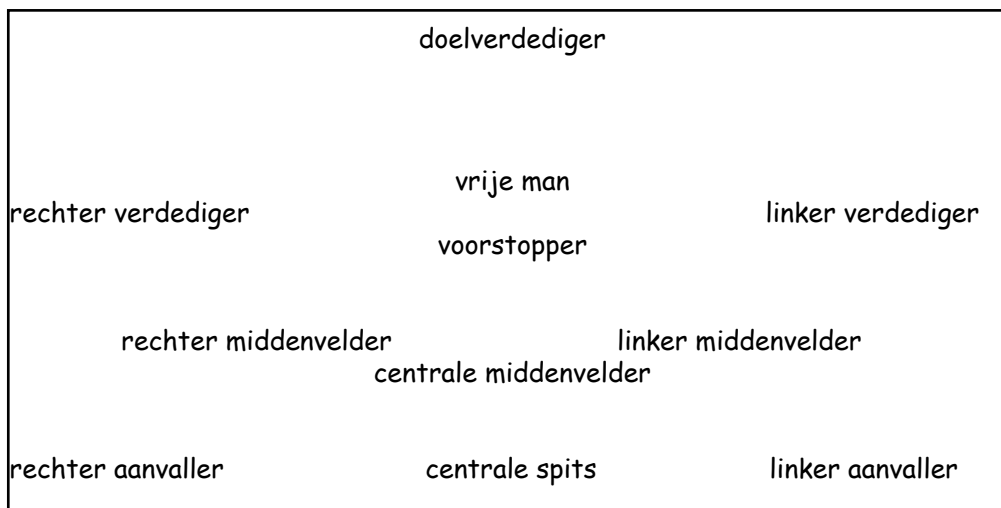 doelverdediger
vrije man
rechter verdediger linker verdediger
voorstopper
rechter middenvelder linker middenvelder
centrale middenvelder
rechter aanvaller centrale spits linker aanvaller